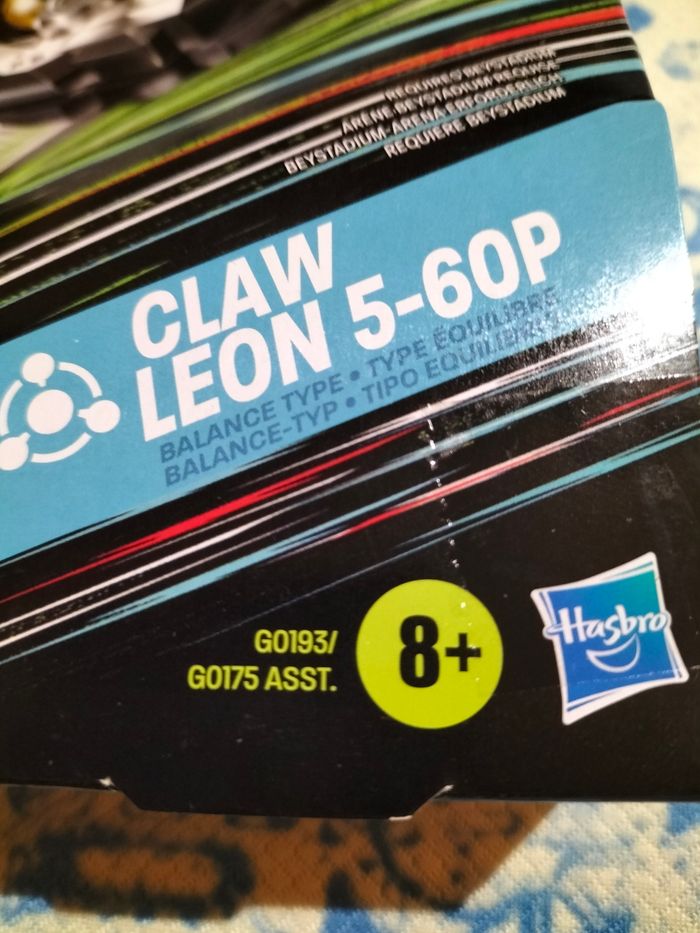 REQUIRES BEYSTADIUM
ARÈNE BEYSTADIUM REQUISE
BEYSTADIUM-ARENA ERFORDERLICH
REQUIERE BEYSTADIUM
CLAW
LEON 5-60P
BALANCE TYPE • TYPE ÉQUILIBRE
BALANCE-TYP • TIPO EQUILIBRIO
G0193/
G0175 ASST.
8+
Hasbro